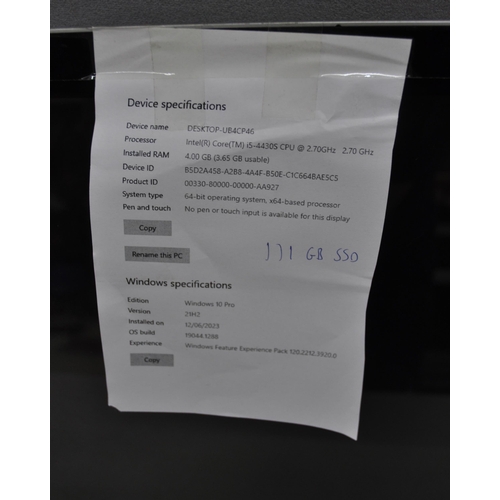 Device specifications
Device name DESKTOP-UB4CP46
Processor Intel(R) Core(TM) i5-4430S CPU @ 2.70GHz 2.70 GHz
Installed RAM 4.00 GB (3.65 GB usable)
Device ID B5D2A458-A2B8-4A4F-B50E-C1C664BAE5C5
Product ID 00330-80000-00000-AA927
System type 64-bit operating system, x64-based processor
Pen and touch No pen or touch input is available for this display
Copy
Rename this PC
111 GB SSD
Windows specifications
Edition Windows 10 Pro
Version 21H2
Installed on 12/06/2023
OS build 19044.1288
Experience Windows Feature Experience Pack 120.2212.3920.0
Copy